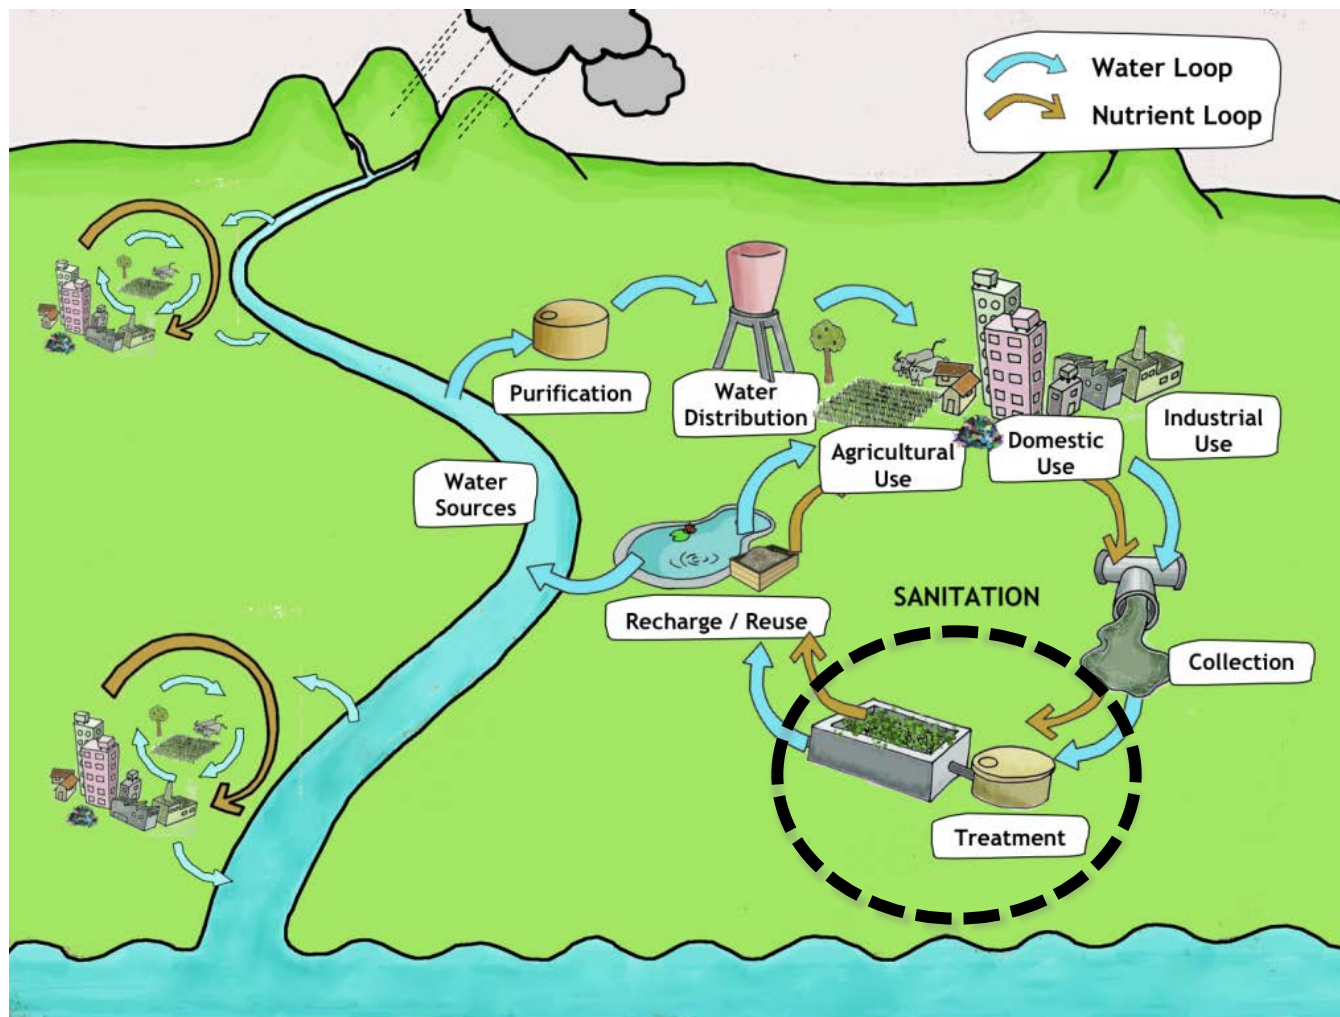 Water Loop
Nutrient Loop
Purification
Water
Distribution
Agricultural
Use
Domestic
Use
Industrial
Use
Water
Sources
Recharge / Reuse
SANITATION
Collection
Treatment